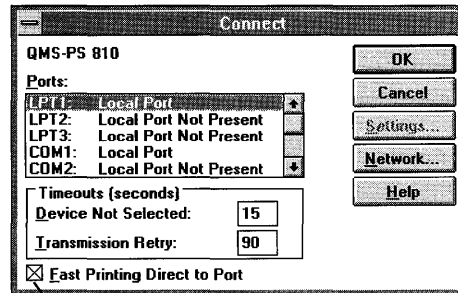 Connect
QMS-PS 810
Ports:
LPT1: Local Port
LPT2: Local Port Not Present
LPT3: Local Port Not Present
COM1: Local Port
COM2: Local Port Not Present
Timeouts (seconds)
Device Not Selected: 15
Transmission Retry: 90
Fast Printing Direct to Port
OK
Cancel
Settings...
Network...
Help